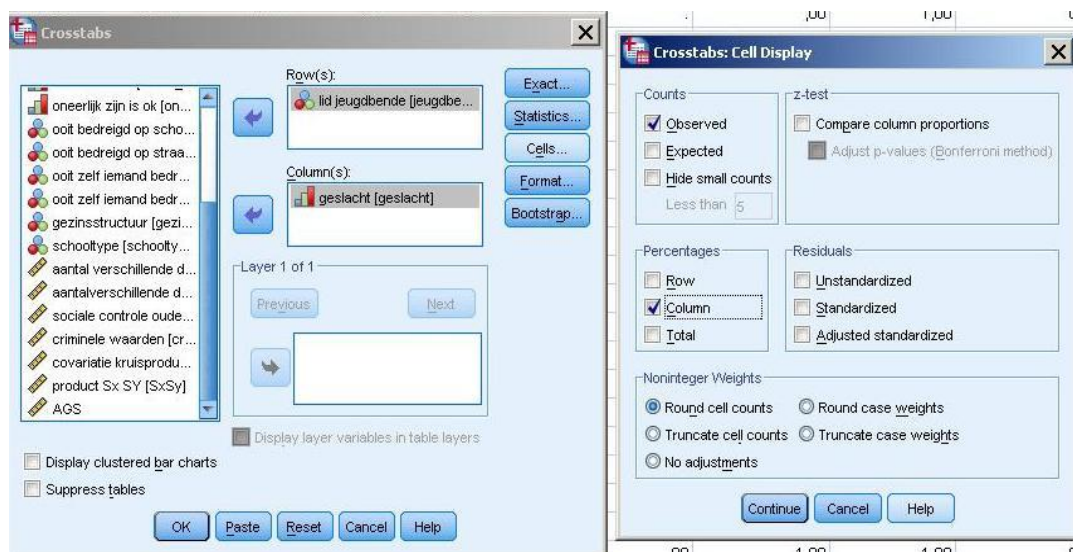 . ,00 1,00
Crosstabs
oneerlijk zijn is ok [on...
ooit bedreigd op scho...
ooit bedreigd op straa...
ooit zelf iemand bedr...
ooit zelf iemand bedr...
gezinsstructuur [gezi...
schooltype [schoolty...
aantal verschillende d...
aantalverschillende d...
sociale controle oude...
criminele waarden [cr...
covariatie kruisprodu...
product Sx SY [SxSy]
AGS
Row(s):
lid jeugdbende [jeugdbe...
Column(s):
geslacht [geslacht]
Layer 1 of 1
Previous Next
Display layer variables in table layers
Exact...
Statistics...
Cells...
Format...
Bootstrap...
Display clustered bar charts
Suppress tables
OK Paste Reset Cancel Help
Crosstabs: Cell Display
Counts
Observed
Expected
Hide small counts
Less than 5
z-test
Compare column proportions
Adjust p-values (Bonferroni method)
Percentages
Row
Column
Total
Residuals
Unstandardized
Standardized
Adjusted standardized
Noninteger Weights
Round cell counts Round case weights
Truncate cell counts Truncate case weights
No adjustments
Continue Cancel Help